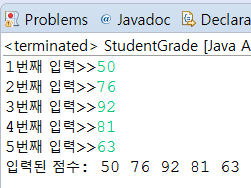 Problems @ Javadoc Declara
<terminated> StudentGrade [Java A
1번째 입력>>50
2번째 입력>>76
3번째 입력>>92
4번째 입력>>81
5번째 입력>>63
입력된 점수: 50 76 92 81 63